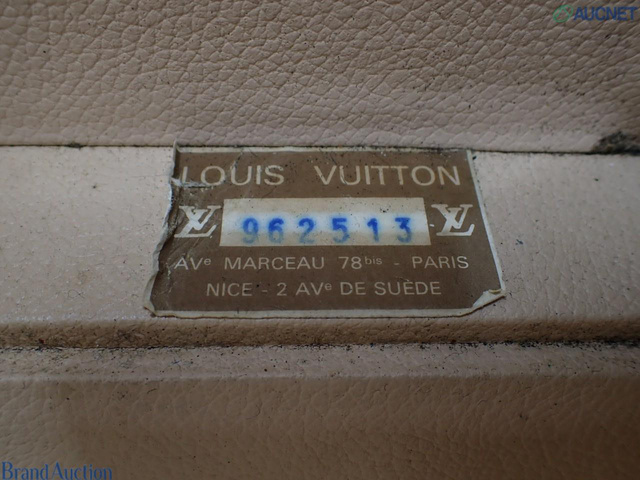 AUCNET
LOUIS VUITTON
LV 962513 LV
AVe MARCEAU 78bis - PARIS
NICE - 2 AVe DE SUÈDE
Brand Auction